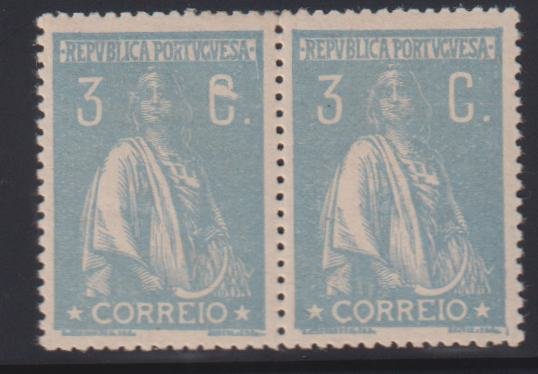 REPVBLICA PORTVGVESA
3 C.
★ CORREIO ★
REPVBLICA PORTVGVESA
3 C.
★ CORREIO ★